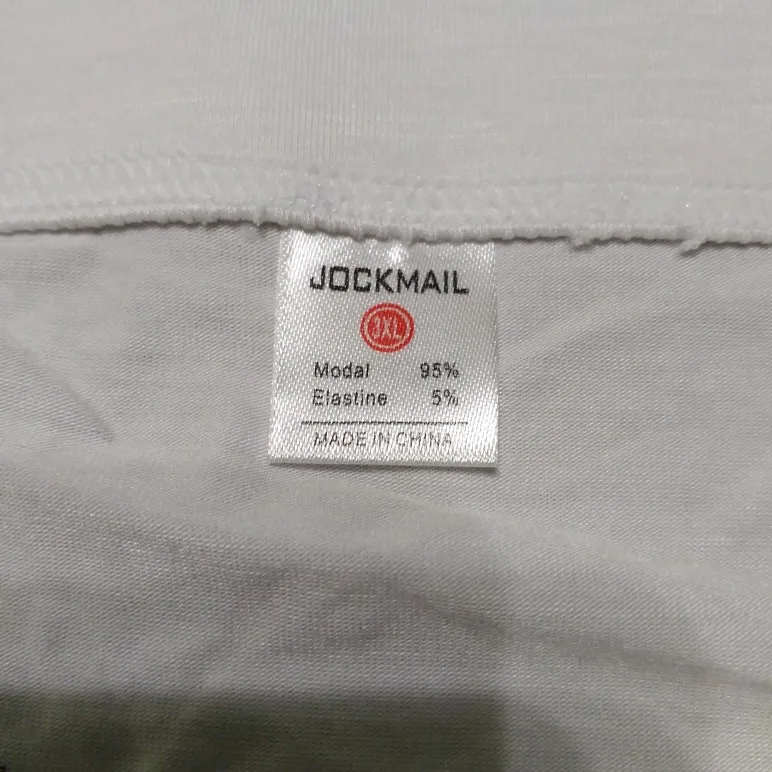 JOCKMAIL
3XL
Modal 95%
Elastine 5%
MADE IN CHINA